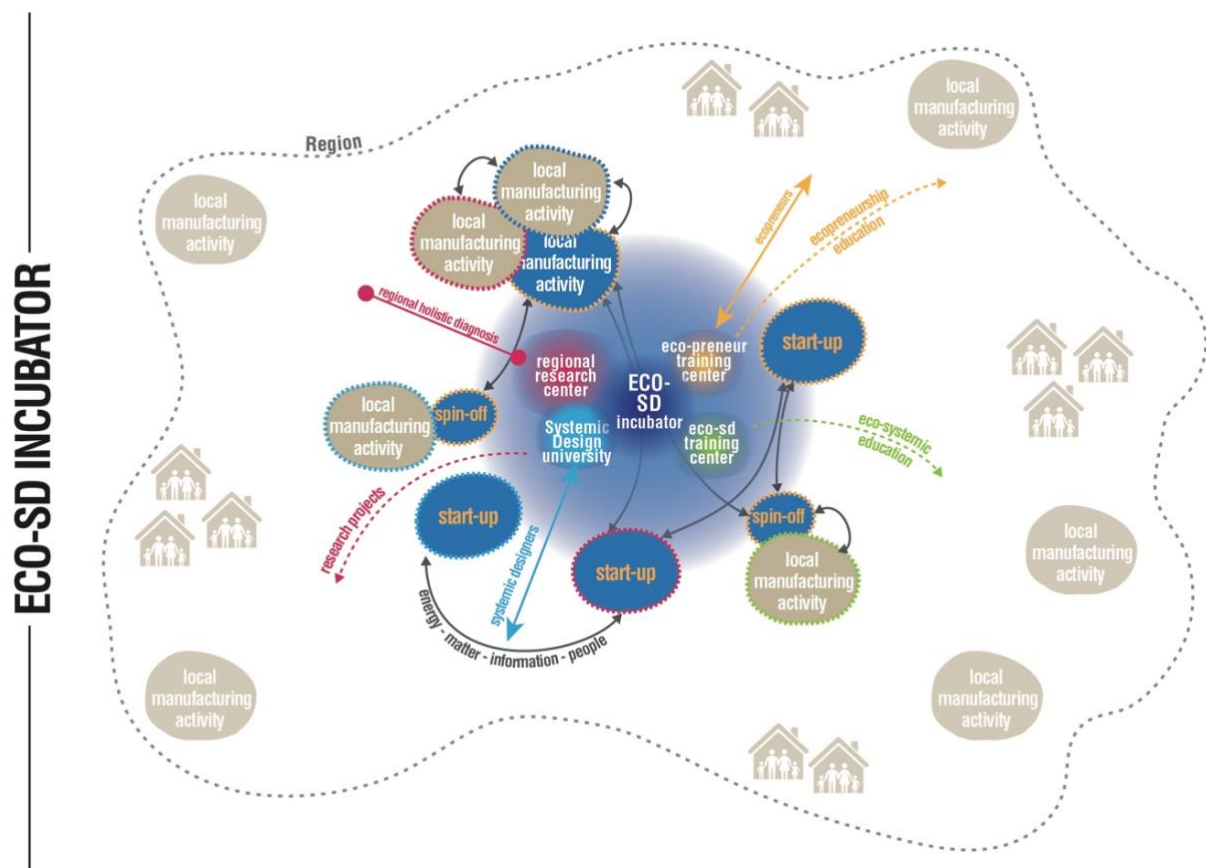 ECO-SD INCUBATOR
Region
local
manufacturing
activity
local
manufacturing
activity
local
manufacturing
activity
local
manufacturing
activity
local
manufacturing
activity
ecopreneurs
ecopreneurship
education
regional holistic diagnosis
regional
research
center
eco-preneur
training
center
start-up
ECO-
SD
incubator
local
manufacturing
activity
spin-off
Systemic
Design
university
eco-sd
training
center
eco-systemic
education
research projects
start-up
systemic designers
start-up
spin-off
local
manufacturing
activity
local
manufacturing
activity
energy - matter - information - people
local
manufacturing
activity
local
manufacturing
activity